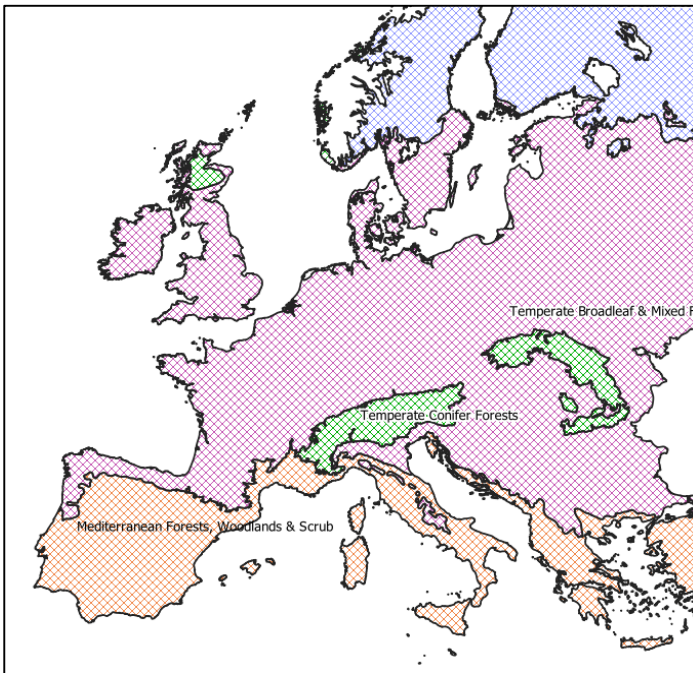 Temperate Broadleaf & Mixed F
Temperate Conifer Forests
Mediterranean Forests, Woodlands & Scrub